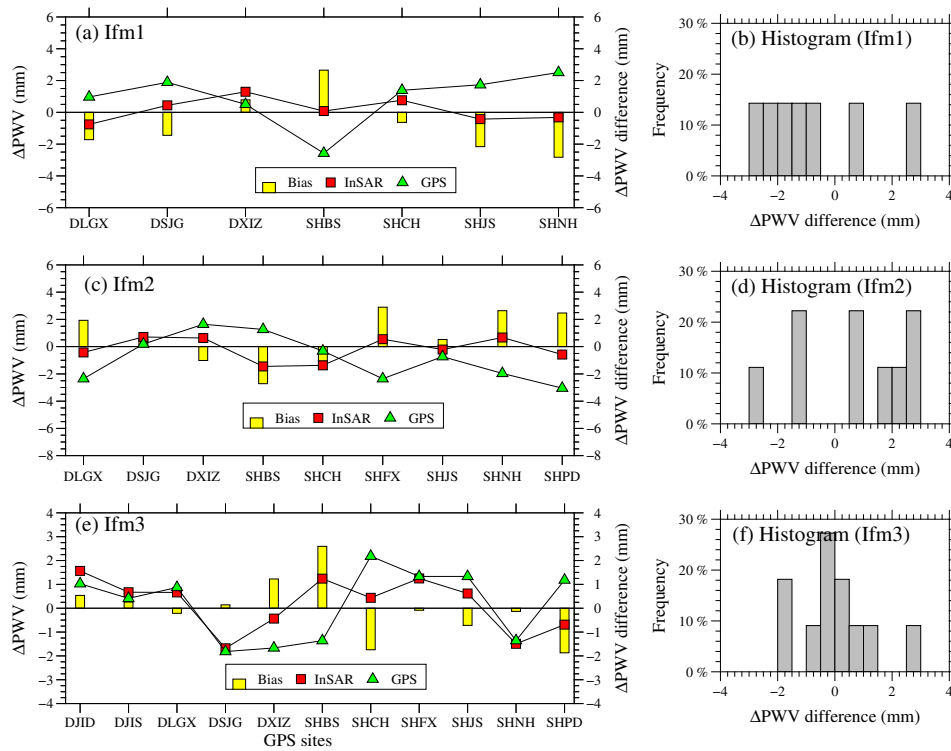 (a) Ifm1
ΔPWV (mm)
6
4
2
0
−2
−4
−6
6
4
2
0
−2
−4
−6
ΔPWV difference (mm)
Bias InSAR GPS
DLGX DSJG DXIZ SHBS SHCH SHJS SHNH
(b) Histogram (Ifm1)
Frequency
30 %
20 %
10 %
0 %
−4 0 4
ΔPWV difference (mm)
(c) Ifm2
ΔPWV (mm)
6
4
2
0
−2
−4
−6
−8
6
4
2
0
−2
−4
−6
−8
ΔPWV difference (mm)
Bias InSAR GPS
DLGX DSJG DXIZ SHBS SHCH SHFX SHJS SHNH SHPD
(d) Histogram (Ifm2)
Frequency
30 %
20 %
10 %
0 %
−4 0 4
ΔPWV difference (mm)
(e) Ifm3
ΔPWV (mm)
4
3
2
1
0
−1
−2
−3
−4
4
3
2
1
0
−1
−2
−3
−4
ΔPWV difference (mm)
Bias InSAR GPS
DJID DJIS DLGX DSJG DXIZ SHBS SHCH SHFX SHJS SHNH SHPD
GPS sites
(f) Histogram (Ifm3)
Frequency
30 %
20 %
10 %
0 %
−4 0 4
ΔPWV difference (mm)